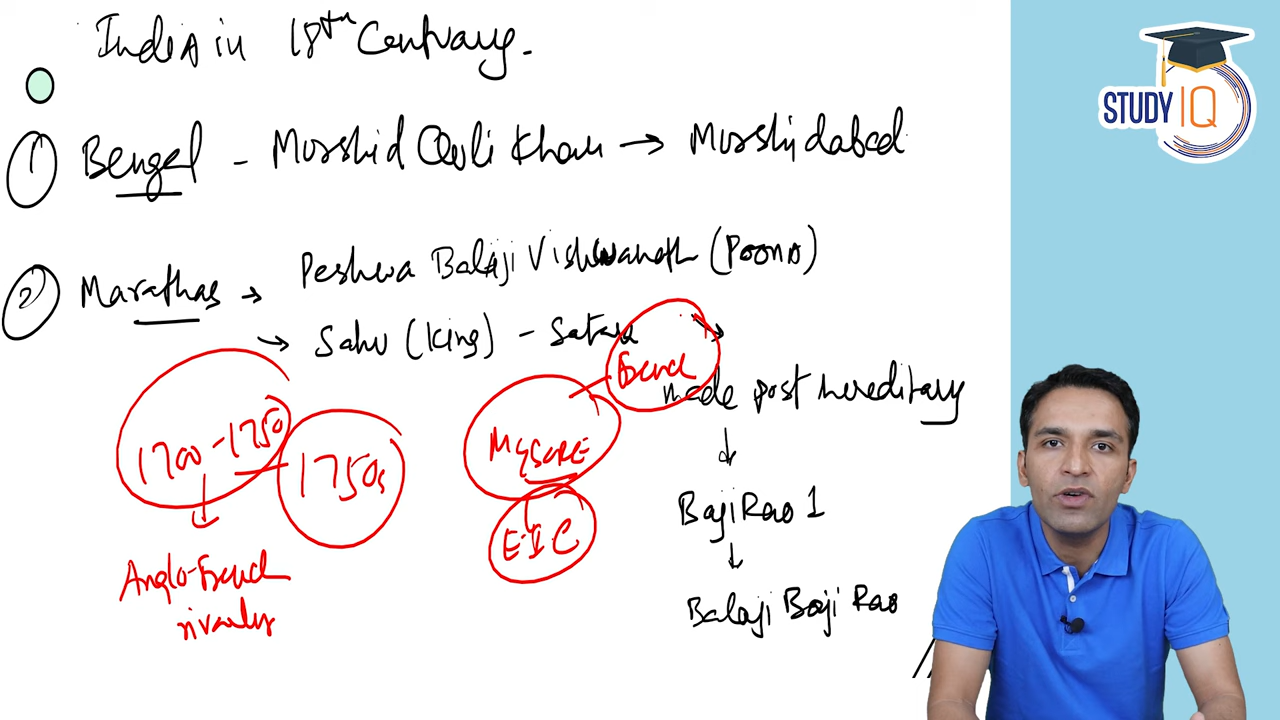 India in 18th Century.
STUDY IQ
1 Bengal - Murshid Quli Khan → Murshidabad
2 Marathas → Peshwa Balaji Vishwanath (Poona)
→ Sahu (King) - Satara →
made post hereditary
French
1700-1750
1750s
MYSORE
EIC
Anglo-French
rivalry
↓
Baji Rao 1
↓
Balaji Baji Rao